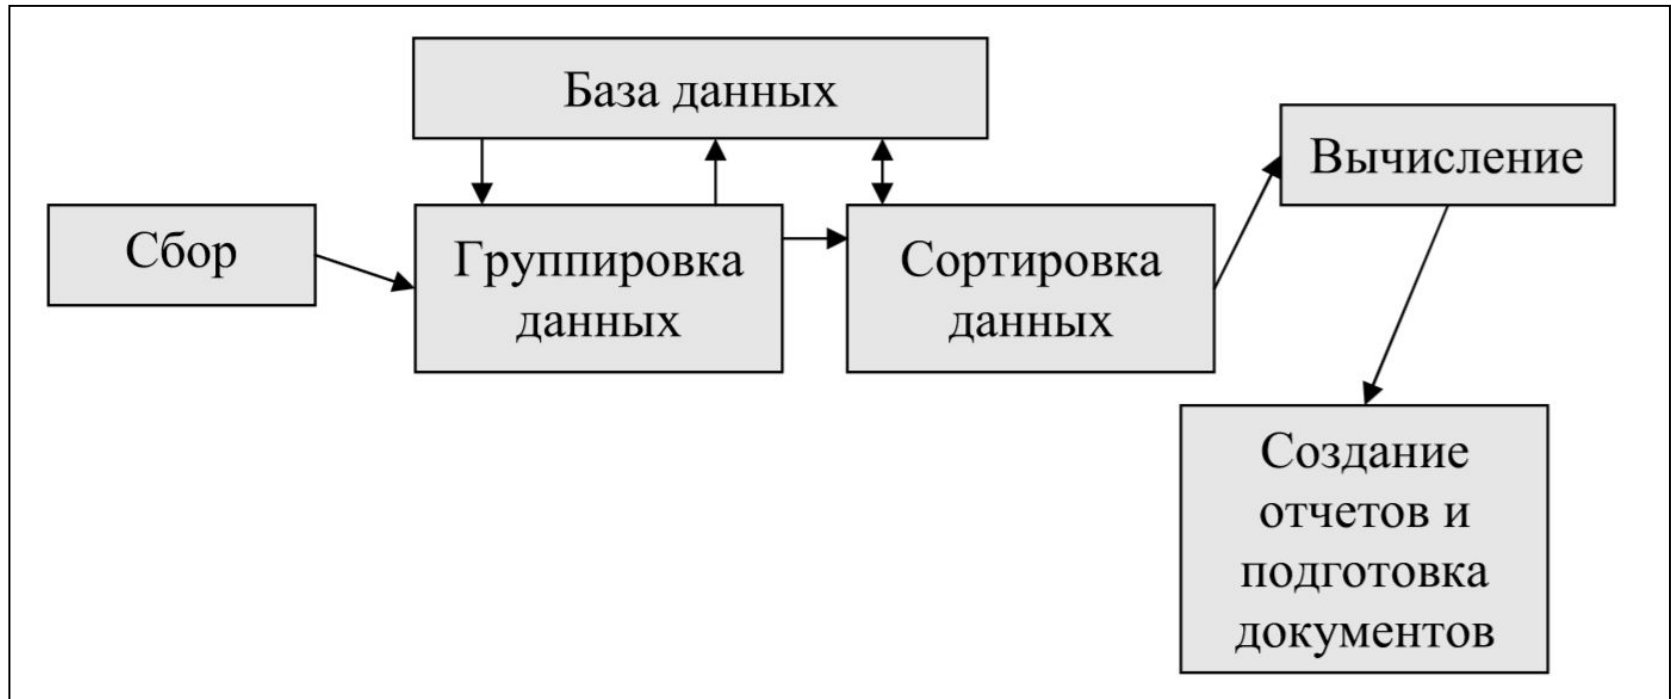 База данных
Вычисление
Сбор
Группировка
данных
Сортировка
данных
Создание
отчетов и
подготовка
документов